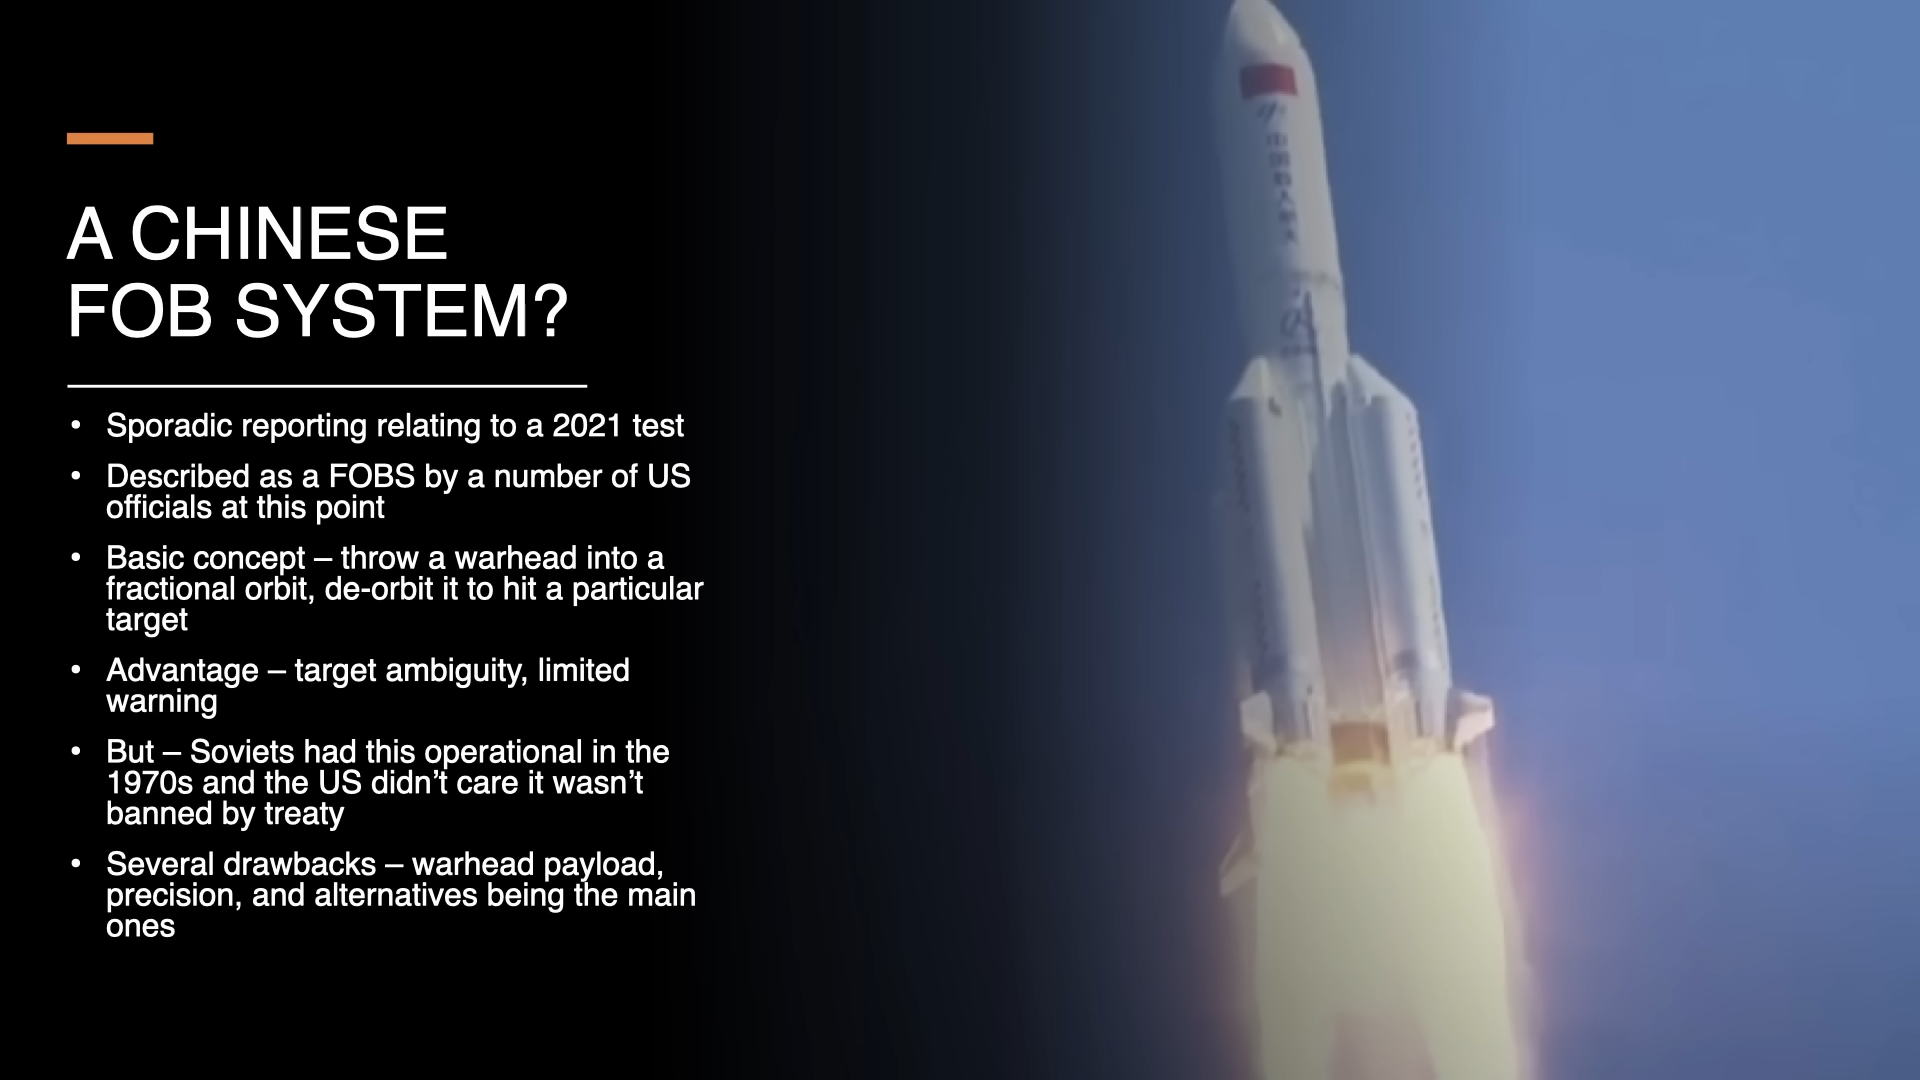 A CHINESE
FOB SYSTEM?
• Sporadic reporting relating to a 2021 test
• Described as a FOBS by a number of US
officials at this point
• Basic concept – throw a warhead into a
fractional orbit, de-orbit it to hit a particular
target
• Advantage – target ambiguity, limited
warning
• But – Soviets had this operational in the
1970s and the US didn’t care it wasn’t
banned by treaty
• Several drawbacks – warhead payload,
precision, and alternatives being the main
ones
中国